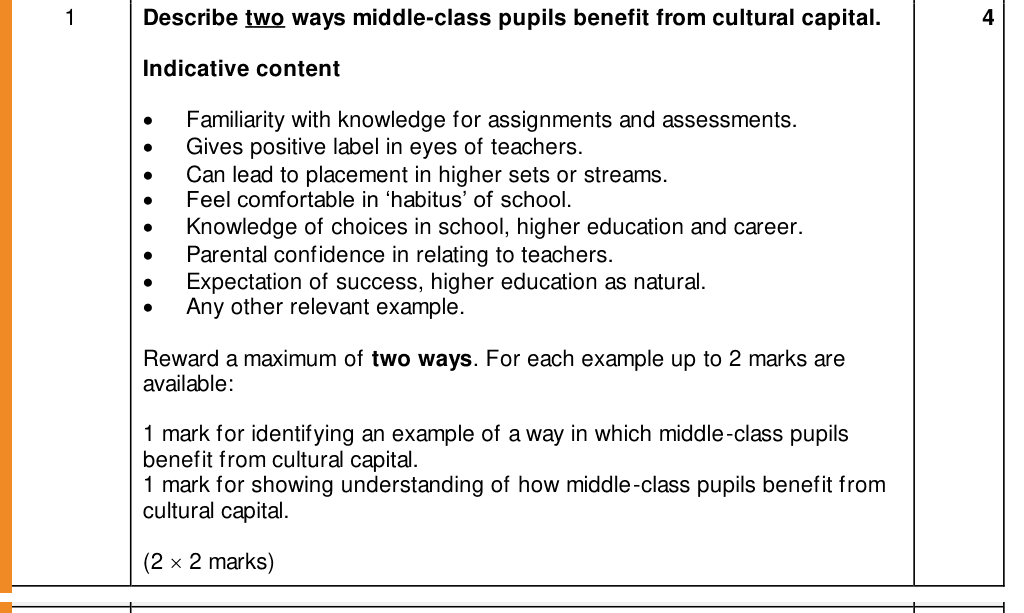 1 Describe two ways middle-class pupils benefit from cultural capital. 4
Indicative content
• Familiarity with knowledge for assignments and assessments.
• Gives positive label in eyes of teachers.
• Can lead to placement in higher sets or streams.
• Feel comfortable in ‘habitus’ of school.
• Knowledge of choices in school, higher education and career.
• Parental confidence in relating to teachers.
• Expectation of success, higher education as natural.
• Any other relevant example.
Reward a maximum of two ways. For each example up to 2 marks are
available:
1 mark for identifying an example of a way in which middle-class pupils
benefit from cultural capital.
1 mark for showing understanding of how middle-class pupils benefit from
cultural capital.
(2 × 2 marks)